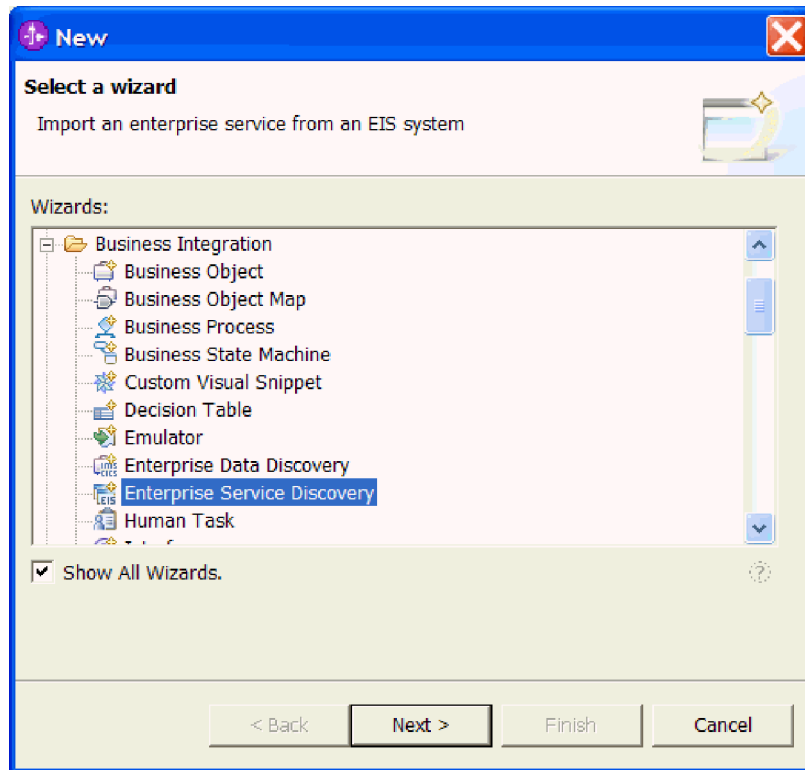 New
Select a wizard
Import an enterprise service from an EIS system
Wizards:
Business Integration
Business Object
Business Object Map
Business Process
Business State Machine
Custom Visual Snippet
Decision Table
Emulator
Enterprise Data Discovery
Enterprise Service Discovery
Human Task
Show All Wizards.
< Back Next > Finish Cancel